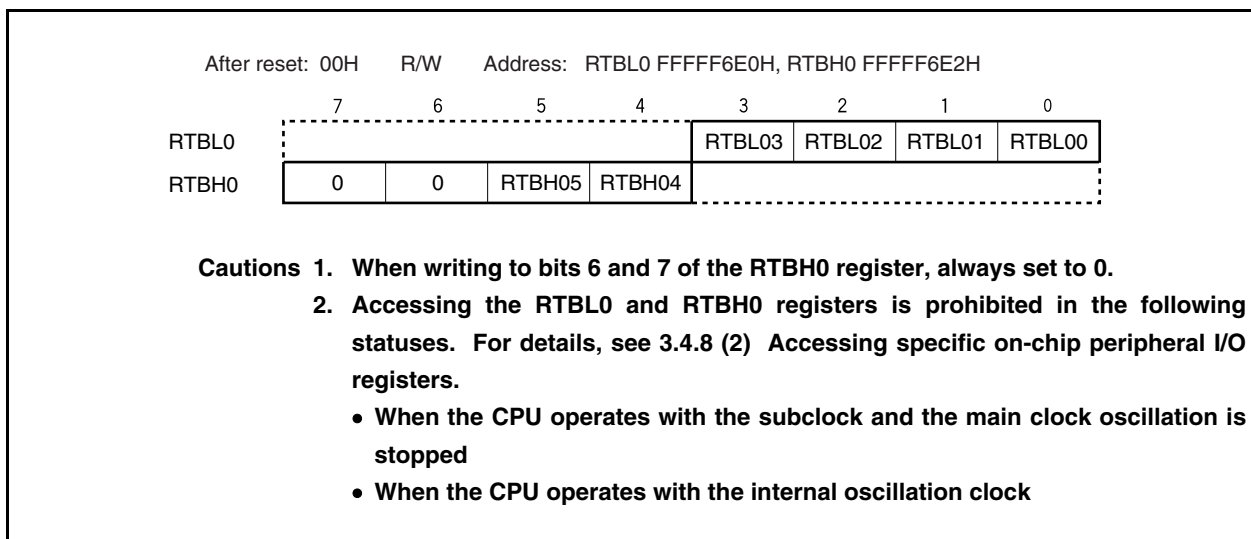 After reset: 00H R/W Address: RTBL0 FFFFF6E0H, RTBH0 FFFFF6E2H
7 6 5 4 3 2 1 0
RTBL0 RTBL03 RTBL02 RTBL01 RTBL00
RTBH0 0 0 RTBH05 RTBH04
Cautions 1. When writing to bits 6 and 7 of the RTBH0 register, always set to 0.
2. Accessing the RTBL0 and RTBH0 registers is prohibited in the following
statuses. For details, see 3.4.8 (2) Accessing specific on-chip peripheral I/O
registers.
• When the CPU operates with the subclock and the main clock oscillation is
stopped
• When the CPU operates with the internal oscillation clock